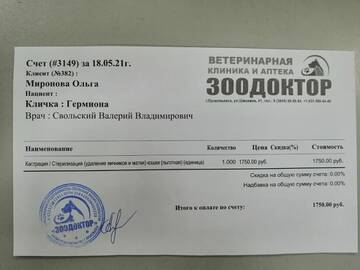 Счет (#3149) за 18.05.21г.
Клиент (№382) :
Миронова Ольга
Пациент :
Кличка : Гермиона
Врач : Свольский Валерий Владимирович
ВЕТЕРИНАРНАЯ
КЛИНИКА И АПТЕКА
ЗООДОКТОР
Наименование Количество Цена Скидка(%) Стоимость
Кастрация / Стерилизация (удаление яичников и матки) кошки (льготная) (единица) 1.000 1750.00 руб. 1750.00 руб.
Скидка на общую сумму счета: 0.00%
Надбавка на общую сумму счета: 0.00%
Итого к оплате по счету: 1750.00 руб.
ЗООДОКТОР